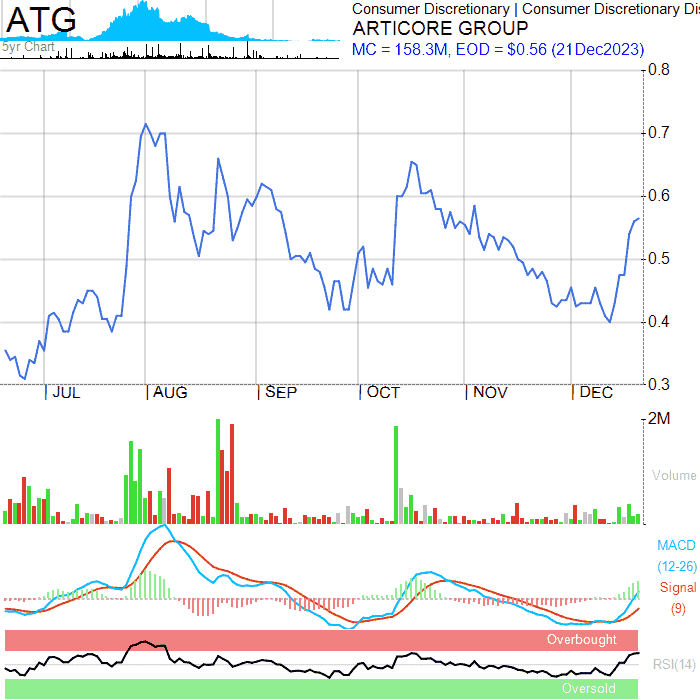 ATG
5yr Chart
Consumer Discretionary | Consumer Discretionary Dis
ARTICORE GROUP
MC = 158.3M, EOD = $0.56 (21Dec2023)
0.8
0.7
0.6
0.5
0.4
0.3
JUL AUG SEP OCT NOV DEC
2M
Volume
MACD
(12-26)
Signal
(9)
Overbought
RSI(14)
Oversold